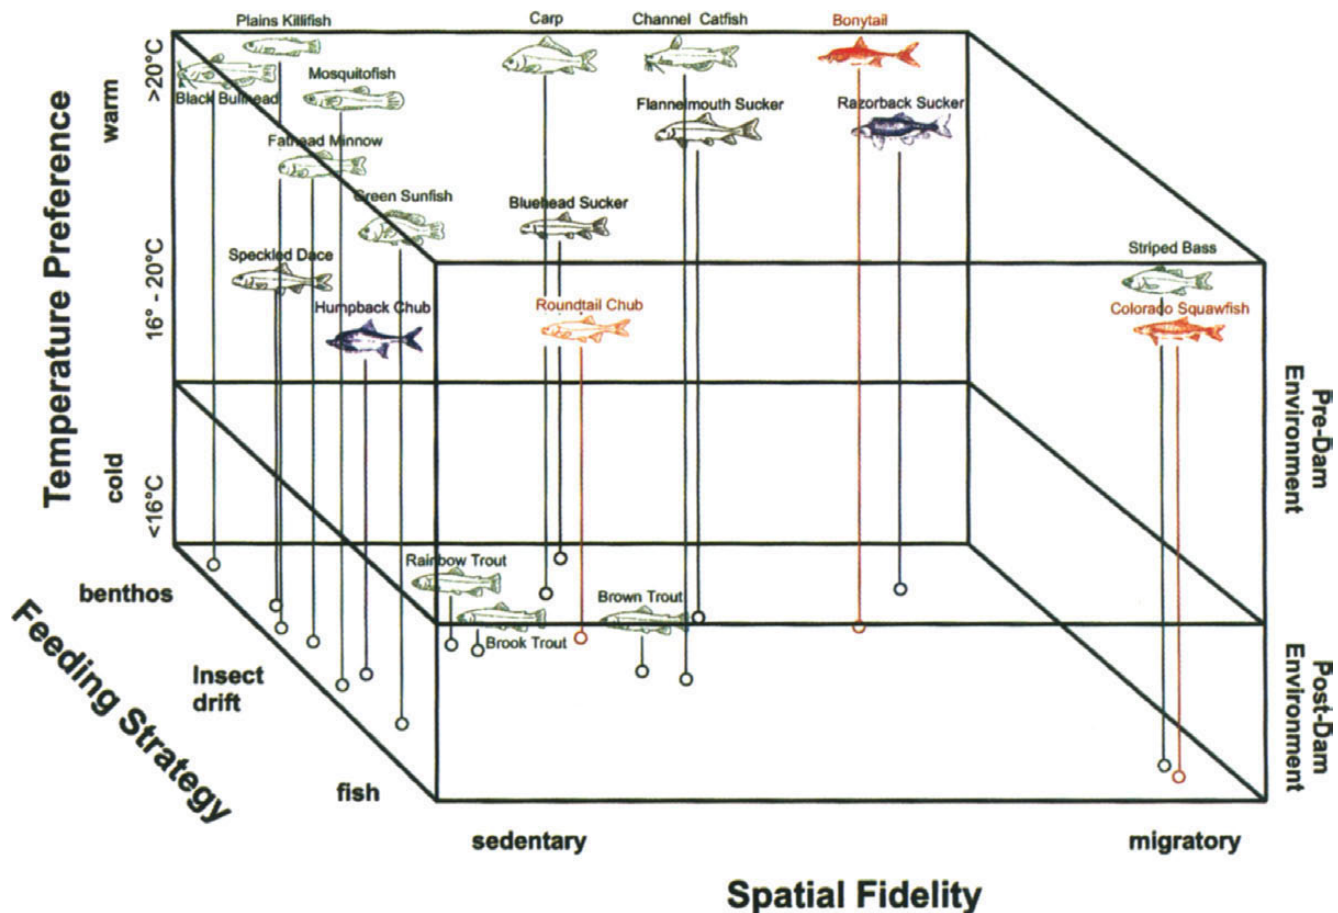 Plains Killifish
Carp
Channel Catfish
Bonytail
Black Bullhead
Mosquitofish
Flannelmouth Sucker
Razorback Sucker
Fathead Minnow
Green Sunfish
Bluehead Sucker
Speckled Dace
Striped Bass
Humpback Chub
Roundtail Chub
Colorado Squawfish
Rainbow Trout
Brown Trout
Brook Trout
Temperature Preference
warm
cold
>20°C
16° - 20°C
<16°C
Pre-Dam
Environment
Post-Dam
Environment
benthos
Insect
drift
fish
Feeding Strategy
sedentary
migratory
Spatial Fidelity